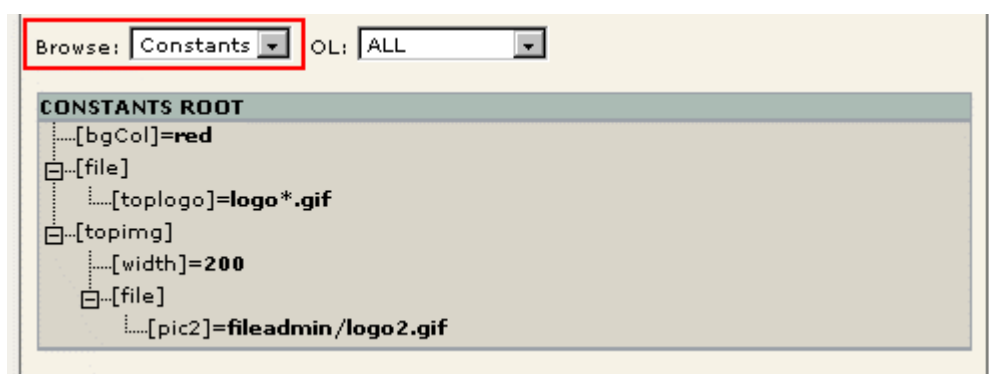 Browse: Constants OL: ALL
CONSTANTS ROOT
[bgCol]=red
[file]
[toplogo]=logo*.gif
[topimg]
[width]=200
[file]
[pic2]=fileadmin/logo2.gif